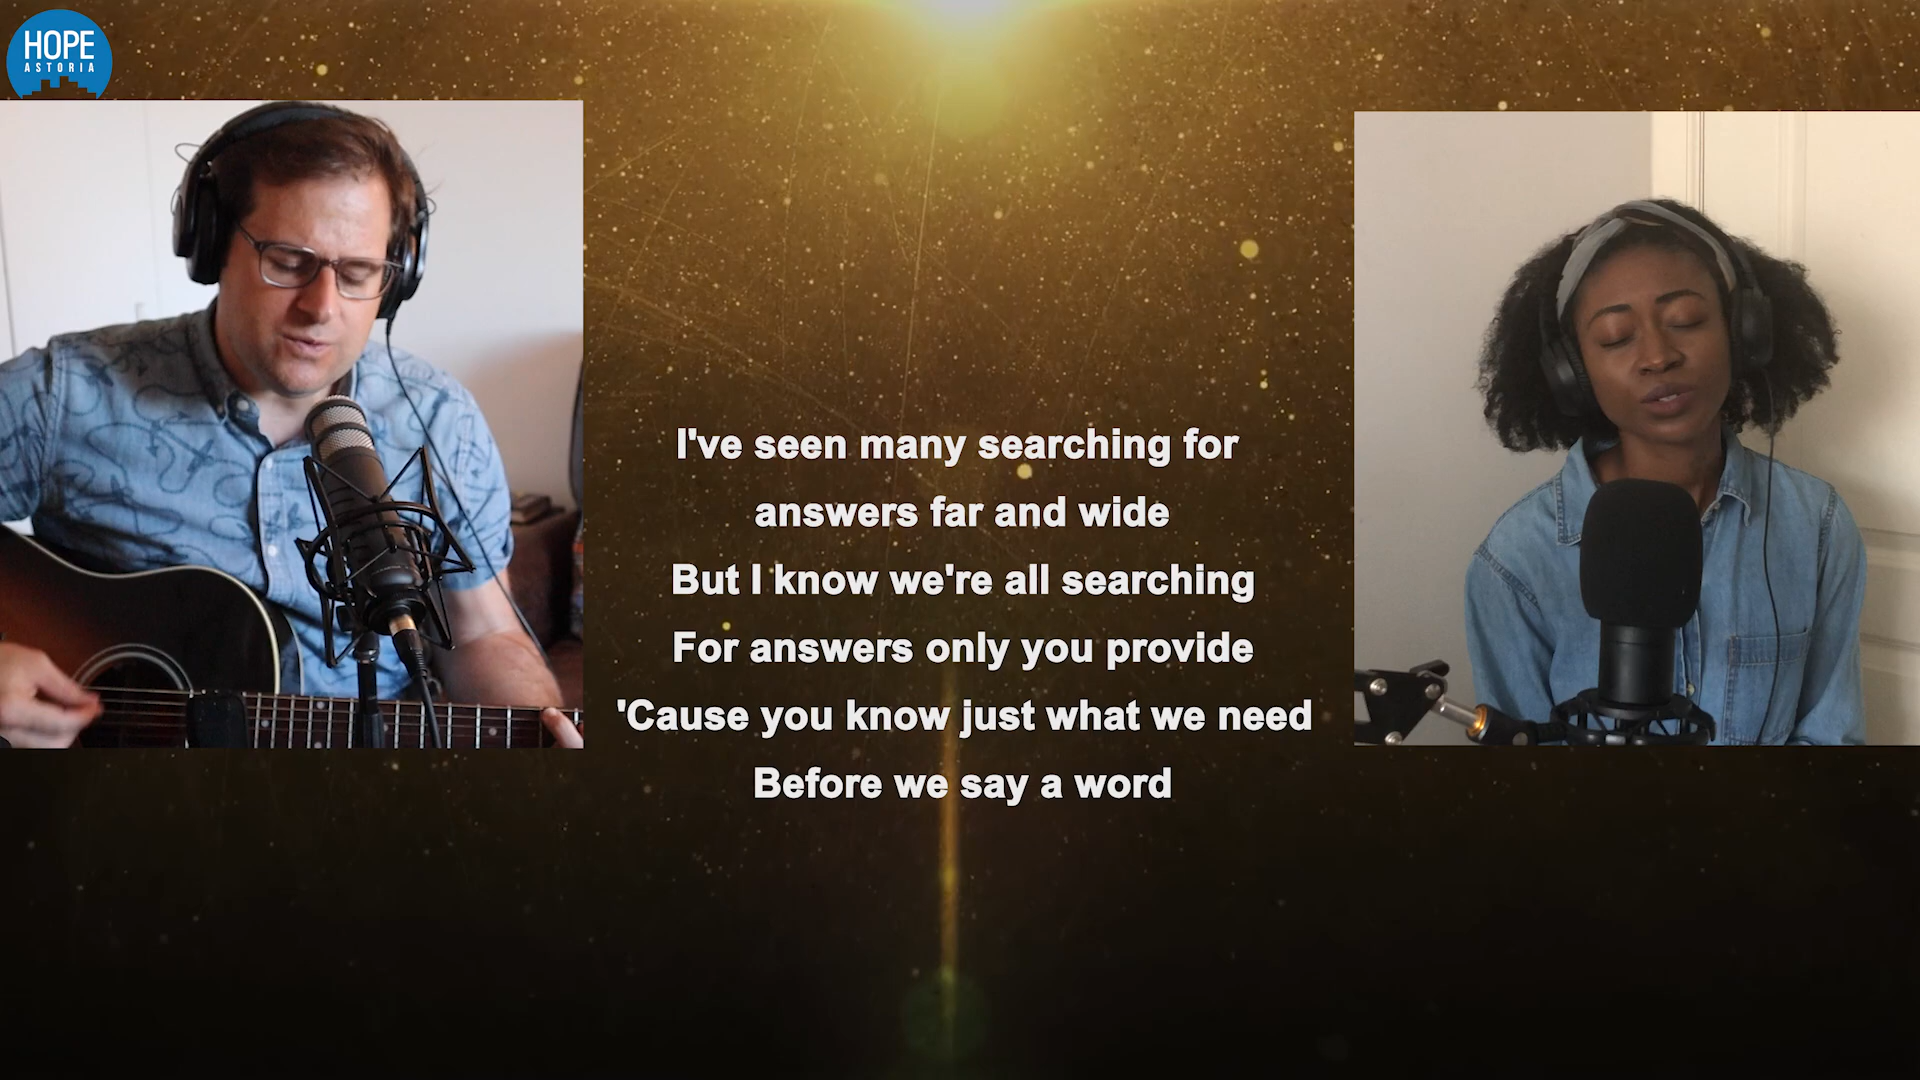 HOPE
ASTORIA
I've seen many searching for
answers far and wide
But I know we're all searching
For answers only you provide
'Cause you know just what we need
Before we say a word